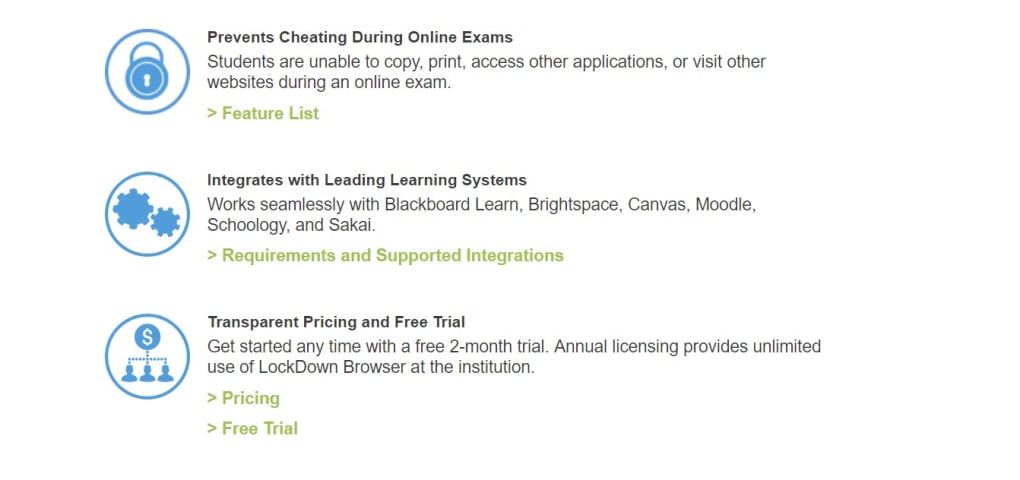 Prevents Cheating During Online Exams
Students are unable to copy, print, access other applications, or visit other
websites during an online exam.
> Feature List
Integrates with Leading Learning Systems
Works seamlessly with Blackboard Learn, Brightspace, Canvas, Moodle,
Schoology, and Sakai.
> Requirements and Supported Integrations
$
Transparent Pricing and Free Trial
Get started any time with a free 2-month trial. Annual licensing provides unlimited
use of LockDown Browser at the institution.
> Pricing
> Free Trial